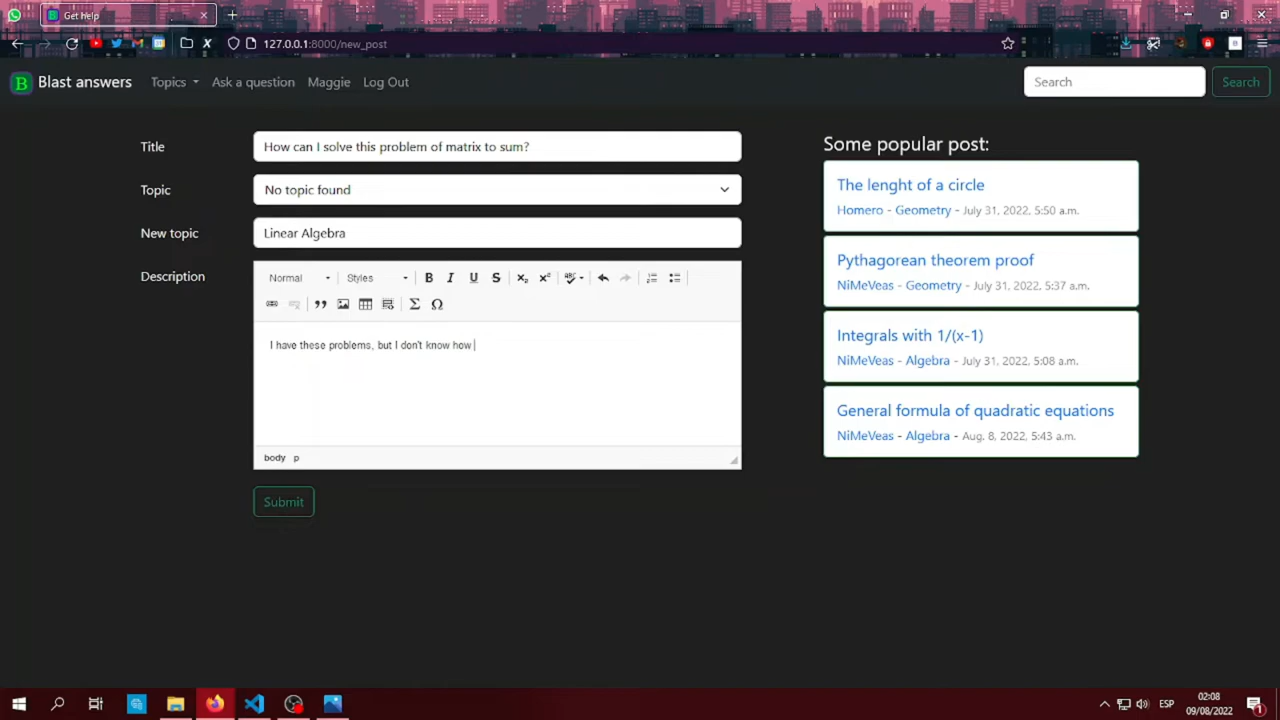 Get help
127.0.0.1:8000/new_post
B Blast answers Topics Ask a question Maggie Log Out Search Search
Title How can I solve this problem of matrix to sum?
Topic No topic found
New topic Linear Algebra
Description Normal Styles B I U S x₂ x² ABC
Σ Ω
I have these problems, but I don't know how
body p
Submit
Some popular post:
The lenght of a circle
Homero - Geometry - July 31, 2022, 5:50 a.m.
Pythagorean theorem proof
NiMeVeas - Geometry - July 31, 2022, 5:37 a.m.
Integrals with 1/(x-1)
NiMeVeas - Algebra - July 31, 2022, 5:08 a.m.
General formula of quadratic equations
NiMeVeas - Algebra - Aug. 8, 2022, 5:43 a.m.
ESP 02:08
09/08/2022 1